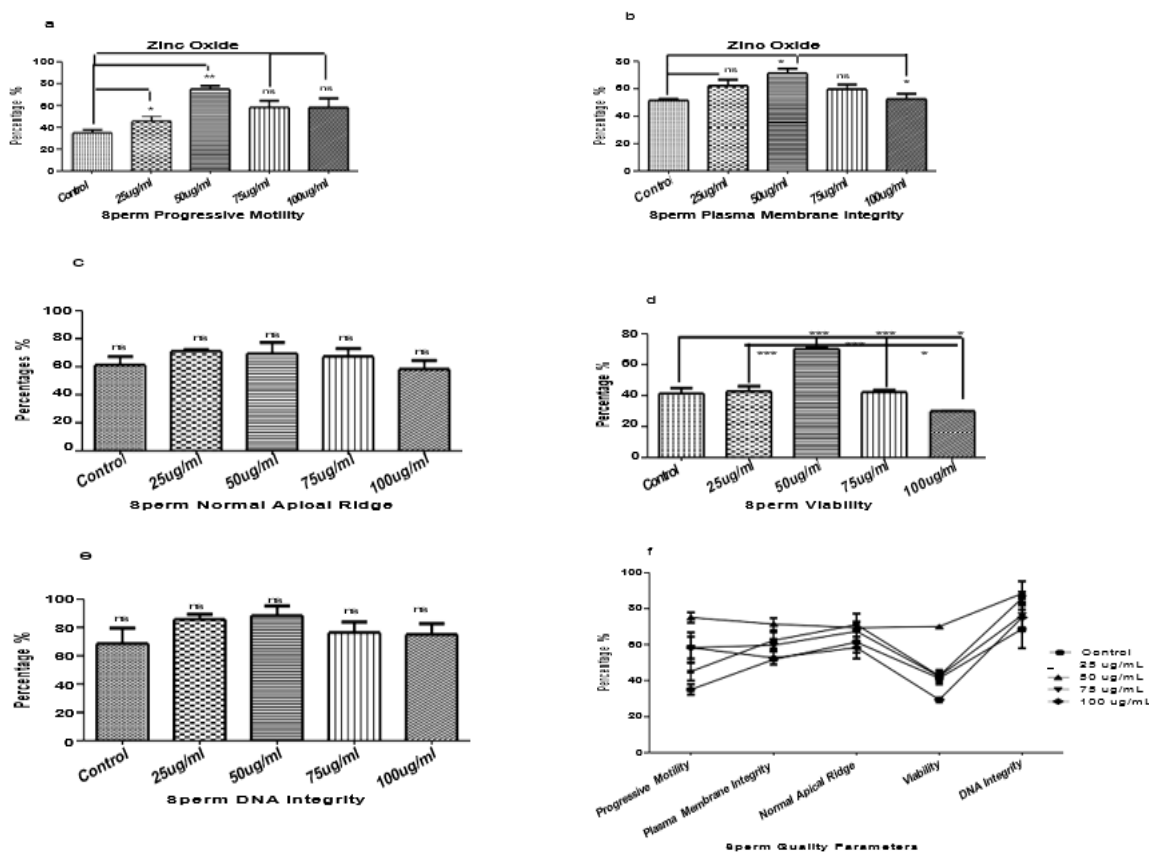 a
Zinc Oxide
Percentage %
100
80
60
40
20
0
* ** ns ns
Control 25ug/ml 50ug/ml 75ug/ml 100ug/ml
Sperm Progressive Motility
b
Zinc Oxide
Percentage %
80
60
40
20
0
ns * ns *
Control 25ug/ml 50ug/ml 75ug/ml 100ug/ml
Sperm Plasma Membrane Integrity
c
Percentages %
100
80
60
40
20
0
ns ns ns ns ns
Control 25ug/ml 50ug/ml 75ug/ml 100ug/ml
Sperm Normal Apical Ridge
d
Percentage %
80
60
40
20
0
*** *** *
***
*** *
Control 25ug/ml 50ug/ml 75ug/ml 100ug/ml
Sperm Viability
e
Percentage %
100
80
60
40
20
0
ns ns ns ns ns
Control 25ug/ml 50ug/ml 75ug/ml 100ug/ml
Sperm DNA Integrity
f
Percentage %
100
80
60
40
20
0
Control
25 ug/mL
50 ug/mL
75 ug/mL
100 ug/mL
Progressive Motility Plasma Membrane Integrity Normal Apical Ridge Viability DNA Integrity
Sperm Quality Parameters